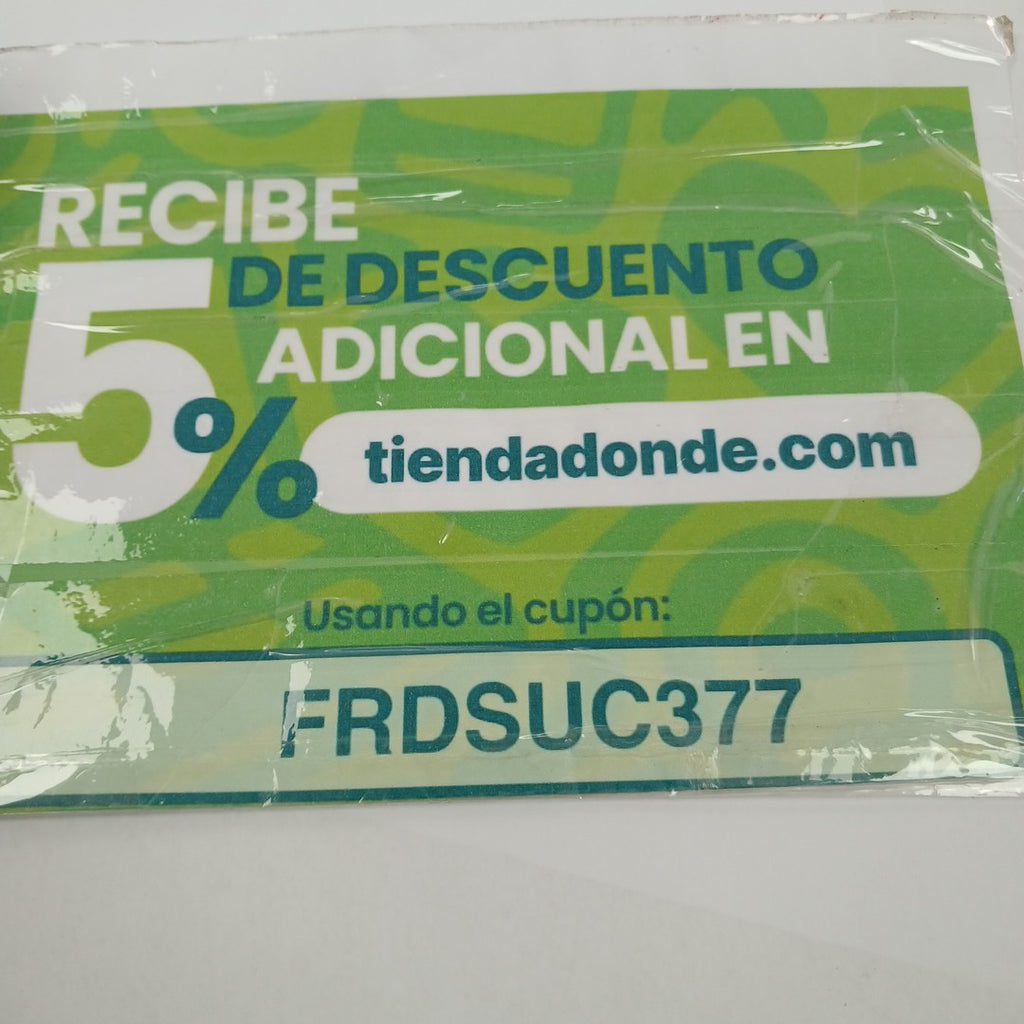 RECIBE
5% DE DESCUENTO
ADICIONAL EN
tiendadonde.com
Usando el cupón:
FRDSUC377